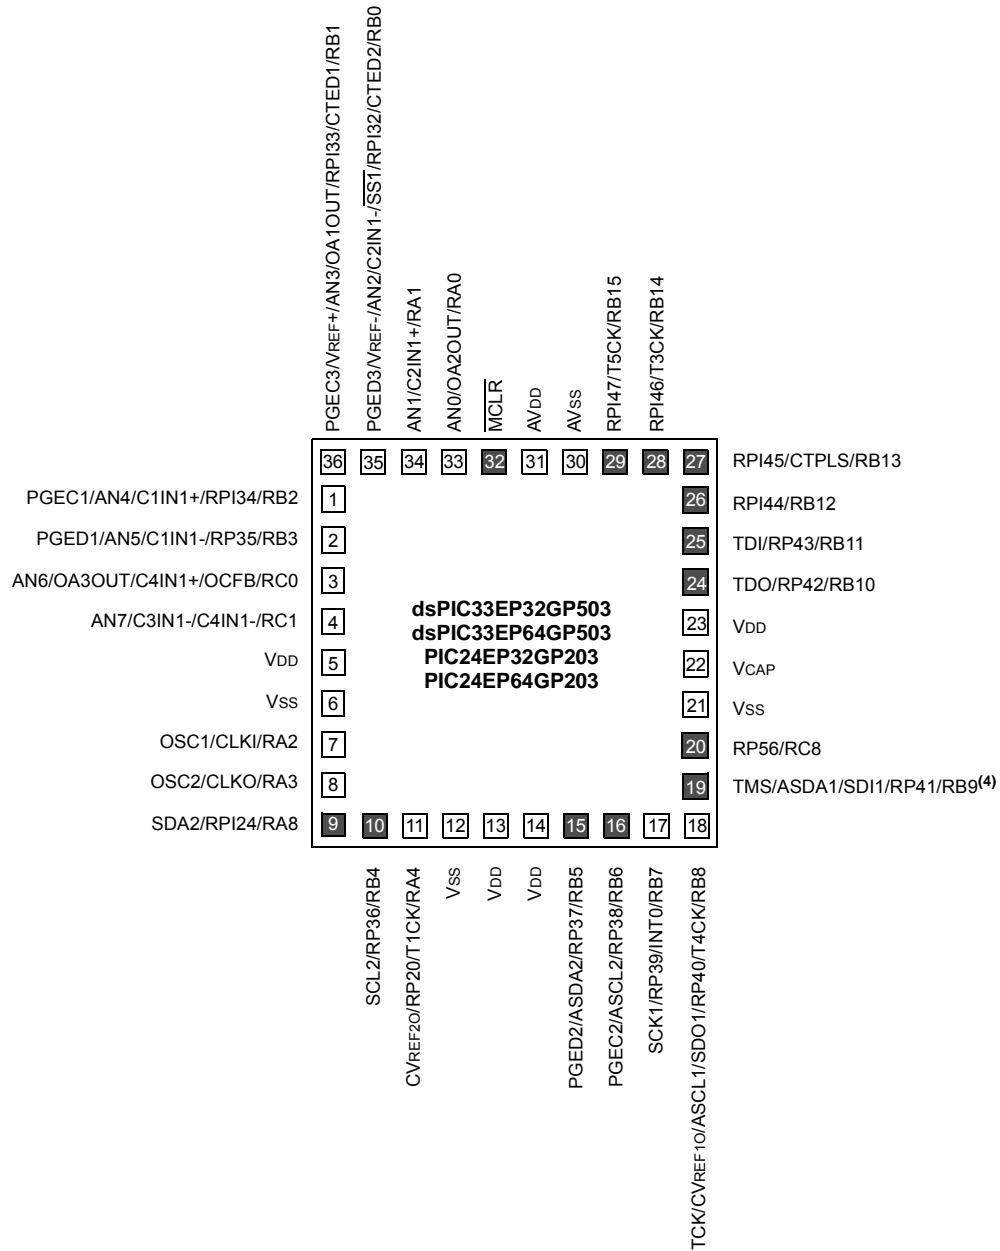 PGEC3/VREF+/AN3/OA1OUT/RPI33/CTED1/RB1
PGED3/VREF-/AN2/C2IN1-/SS1/RPI32/CTED2/RB0
AN1/C2IN1+/RA1
AN0/OA2OUT/RA0
MCLR
AVDD
AVSS
RPI47/T5CK/RB15
RPI46/T3CK/RB14
36 35 34 33 32 31 30 29 28 27 RPI45/CTPLS/RB13
PGEC1/AN4/C1IN1+/RPI34/RB2 1
26 RPI44/RB12
PGED1/AN5/C1IN1-/RP35/RB3 2
25 TDI/RP43/RB11
AN6/OA3OUT/C4IN1+/OCFB/RC0 3
24 TDO/RP42/RB10
AN7/C3IN1-/C4IN1-/RC1 4
23 VDD
VDD 5
22 VCAP
VSS 6
21 VSS
OSC1/CLKI/RA2 7
20 RP56/RC8
OSC2/CLKO/RA3 8
19 TMS/ASDA1/SDI1/RP41/RB9(4)
dsPIC33EP32GP503
dsPIC33EP64GP503
PIC24EP32GP203
PIC24EP64GP203
SDA2/RPI24/RA8 9 10 11 12 13 14 15 16 17 18
SCL2/RP36/RB4
CVREF2O/RP20/T1CK/RA4
VSS
VDD
VDD
PGED2/ASDA2/RP37/RB5
PGEC2/ASCL2/RP38/RB6
SCK1/RP39/INT0/RB7
TCK/CVREF1O/ASCL1/SDO1/RP40/T4CK/RB8